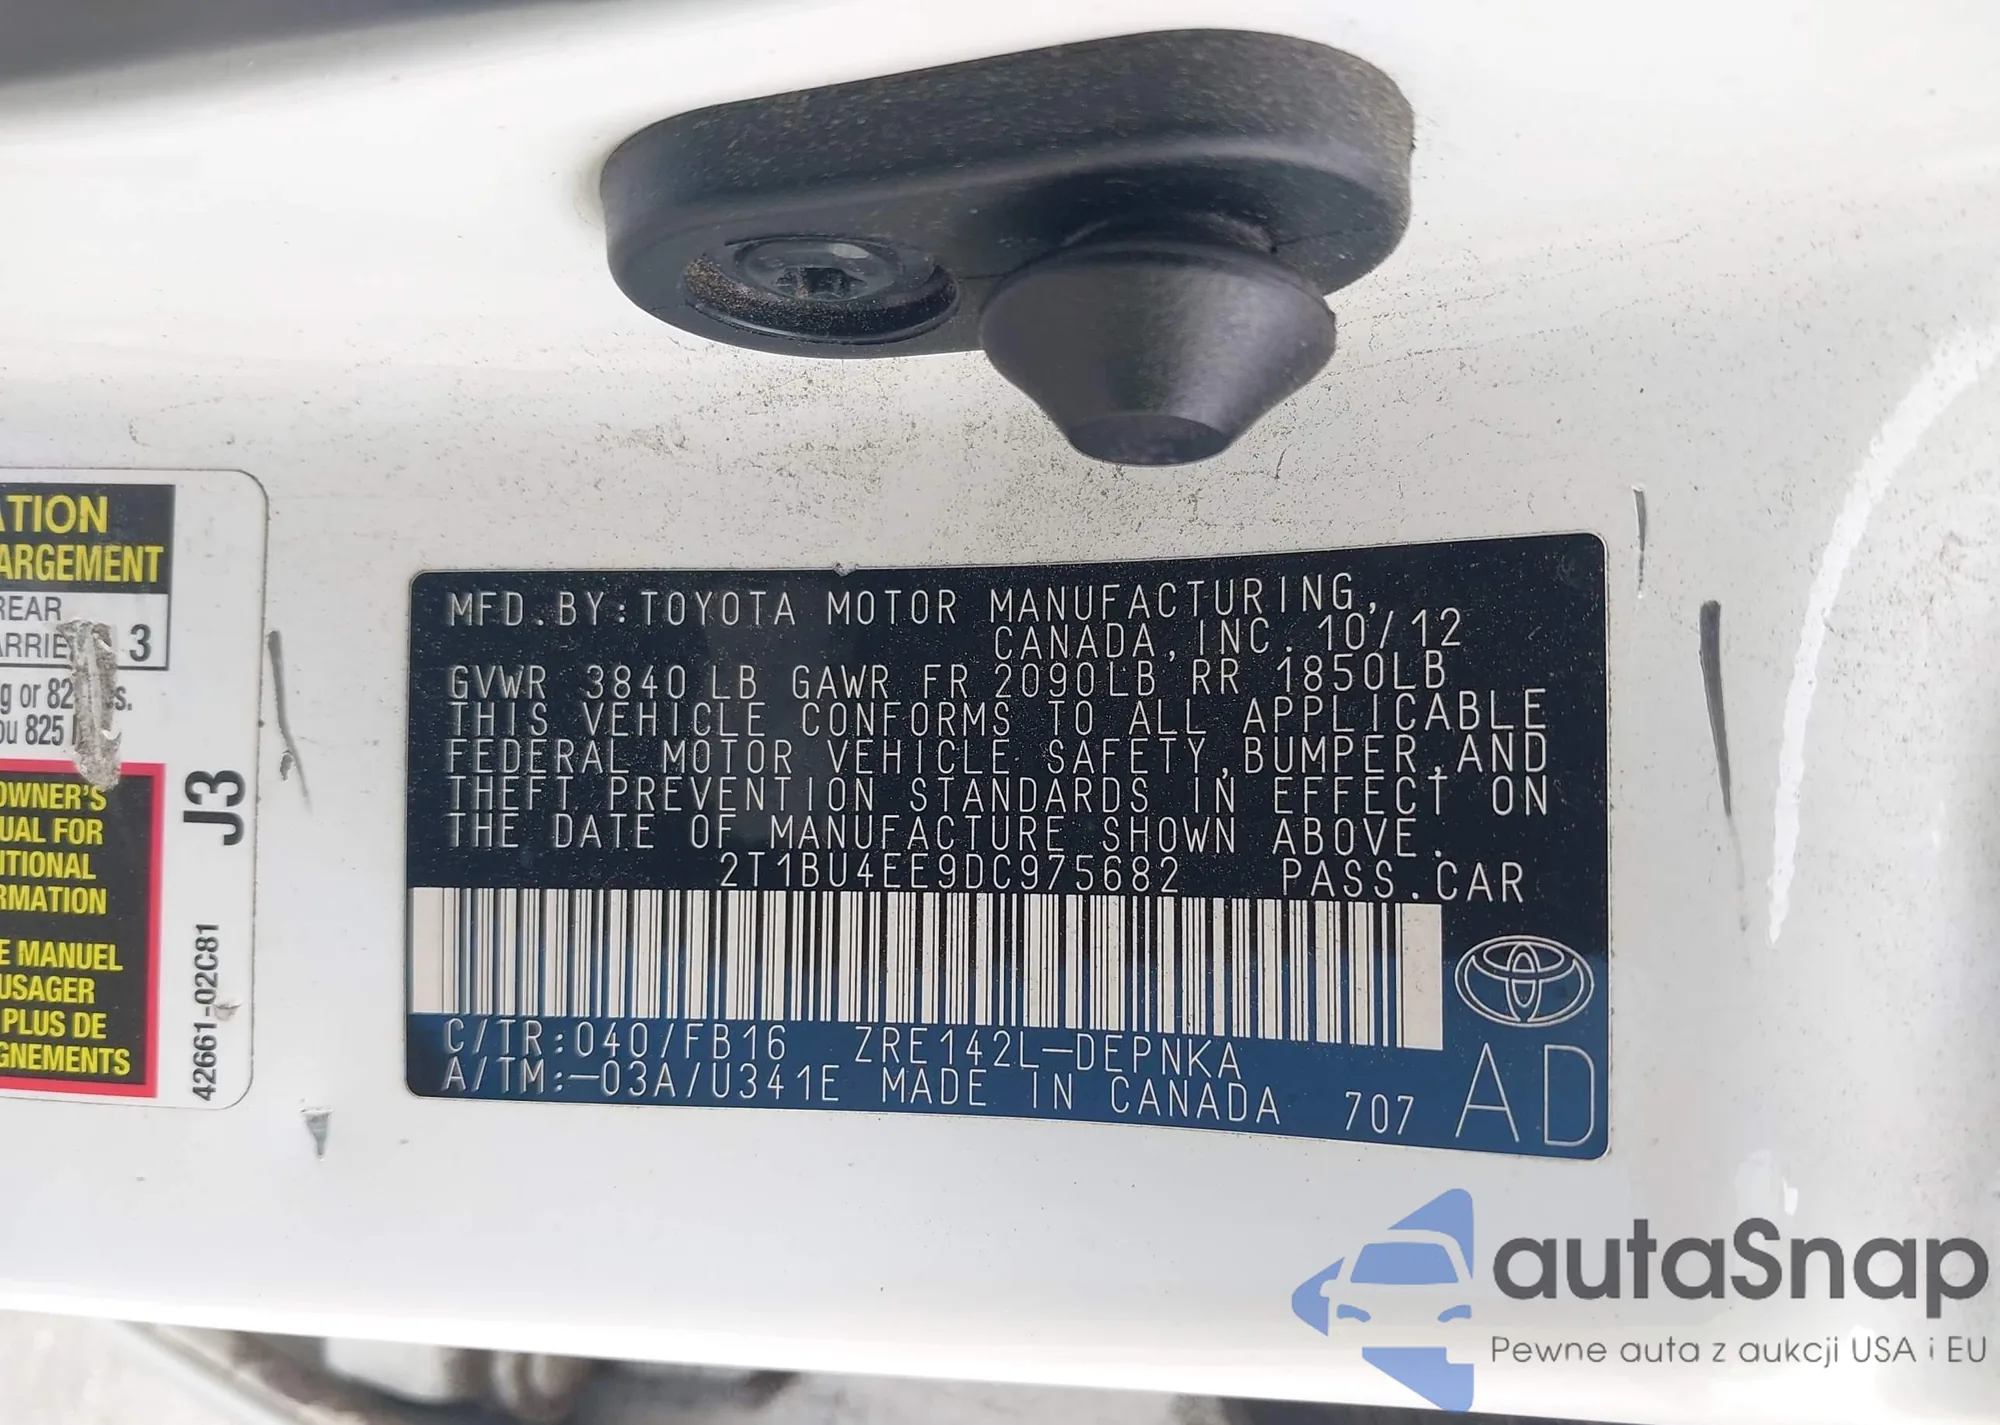 ATION
ARGEMENT
REAR
3
g or 82
ou 825
OWNER'S
UAL FOR
ITIONAL
RMATION
E MANUEL
USAGER
PLUS DE
GNEMENTS
J3
42661-02C81
MFD.BY:TOYOTA MOTOR MANUFACTURING,
CANADA,INC. 10/12
GVWR 3840 LB GAWR FR 2090LB RR 1850LB
THIS VEHICLE CONFORMS TO ALL APPLICABLE
FEDERAL MOTOR VEHICLE SAFETY,BUMPER,AND
THEFT PREVENTION STANDARDS IN EFFECT ON
THE DATE OF MANUFACTURE SHOWN ABOVE.
2T1BU4EE9DC975682 PASS.CAR
C/TR:040/FB16 ZRE142L-DEPNKA
A/TM:-03A/U341E MADE IN CANADA 707
AD
autaSnap
Pewne auta z aukcji USA i EU